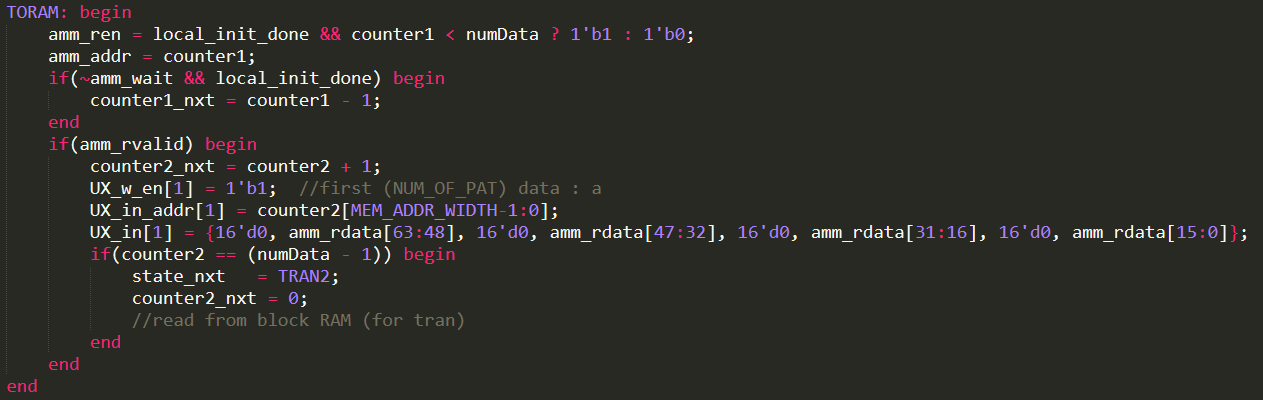 TORAM: begin
amm_ren = local_init_done && counter1 < numData ? 1'b1 : 1'b0;
amm_addr = counter1;
if(~amm_wait && local_init_done) begin
counter1_nxt = counter1 - 1;
end
if(amm_rvalid) begin
counter2_nxt = counter2 + 1;
UX_w_en[1] = 1'b1;  //first (NUM_OF_PAT) data : a
UX_in_addr[1] = counter2[MEM_ADDR_WIDTH-1:0];
UX_in[1] = {16'd0, amm_rdata[63:48], 16'd0, amm_rdata[47:32], 16'd0, amm_rdata[31:16], 16'd0, amm_rdata[15:0]};
if(counter2 == (numData - 1)) begin
state_nxt   = TRAN2;
counter2_nxt = 0;
//read from block RAM (for tran)
end
end
end